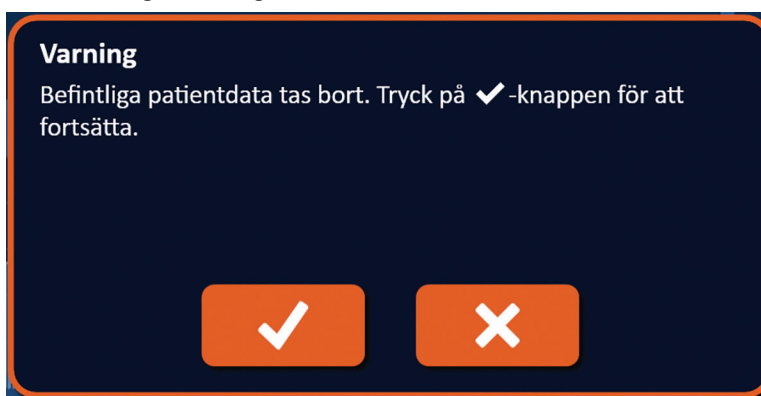 Varning
Befintliga patientdata tas bort. Tryck på ✔-knappen för att
fortsätta.